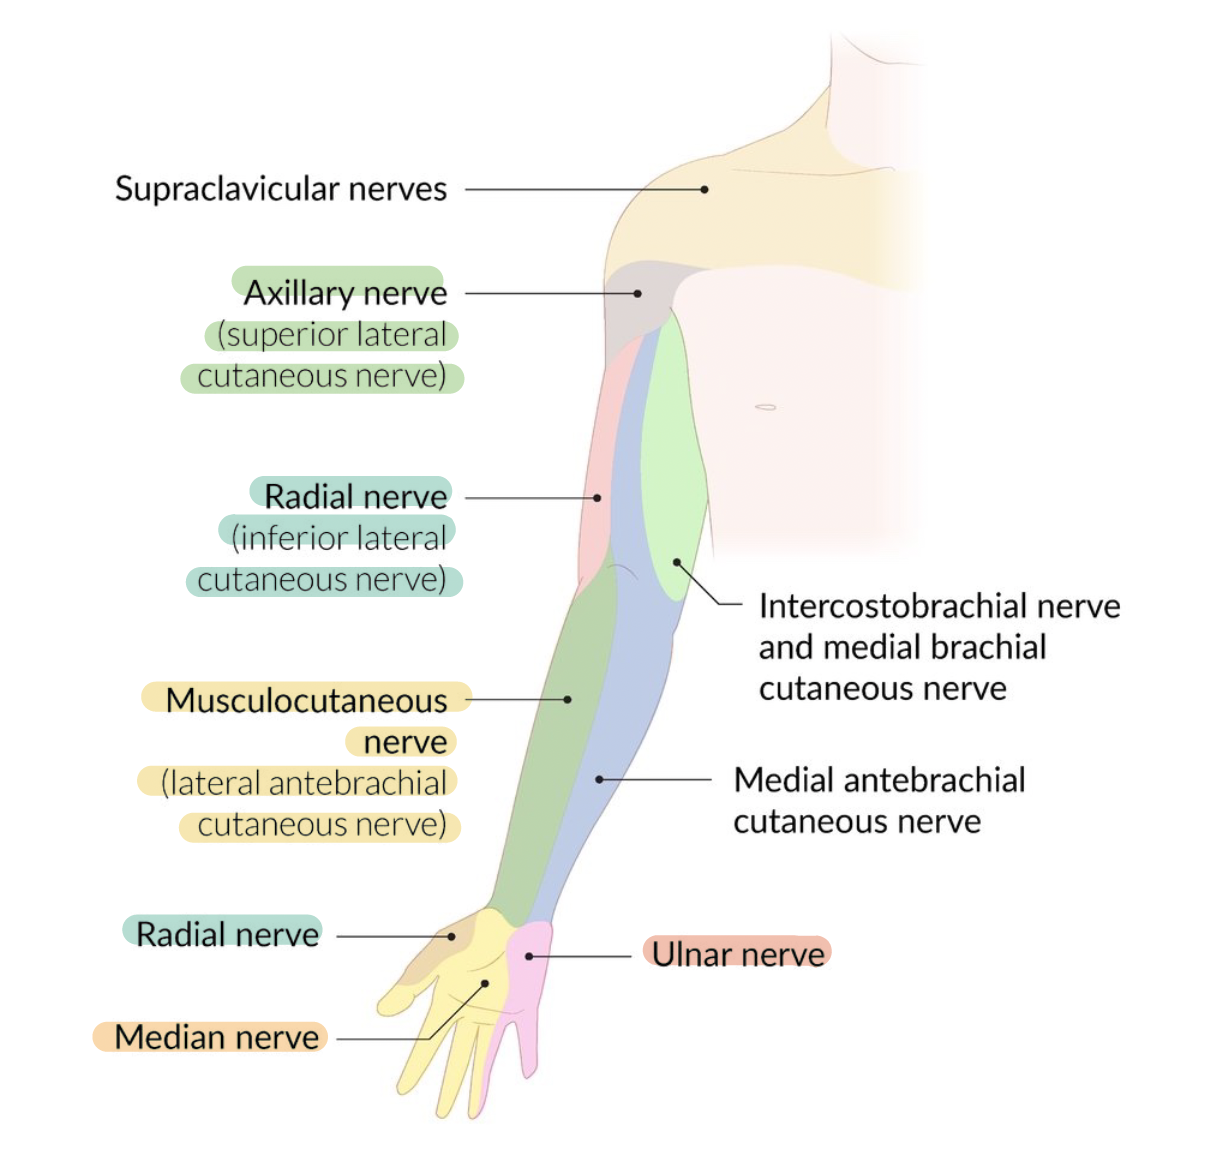 Supraclavicular nerves
Axillary nerve
(superior lateral
cutaneous nerve)
Radial nerve
(inferior lateral
cutaneous nerve)
Intercostobrachial nerve
and medial brachial
cutaneous nerve
Musculocutaneous
nerve
(lateral antebrachial
cutaneous nerve)
Medial antebrachial
cutaneous nerve
Radial nerve
Ulnar nerve
Median nerve